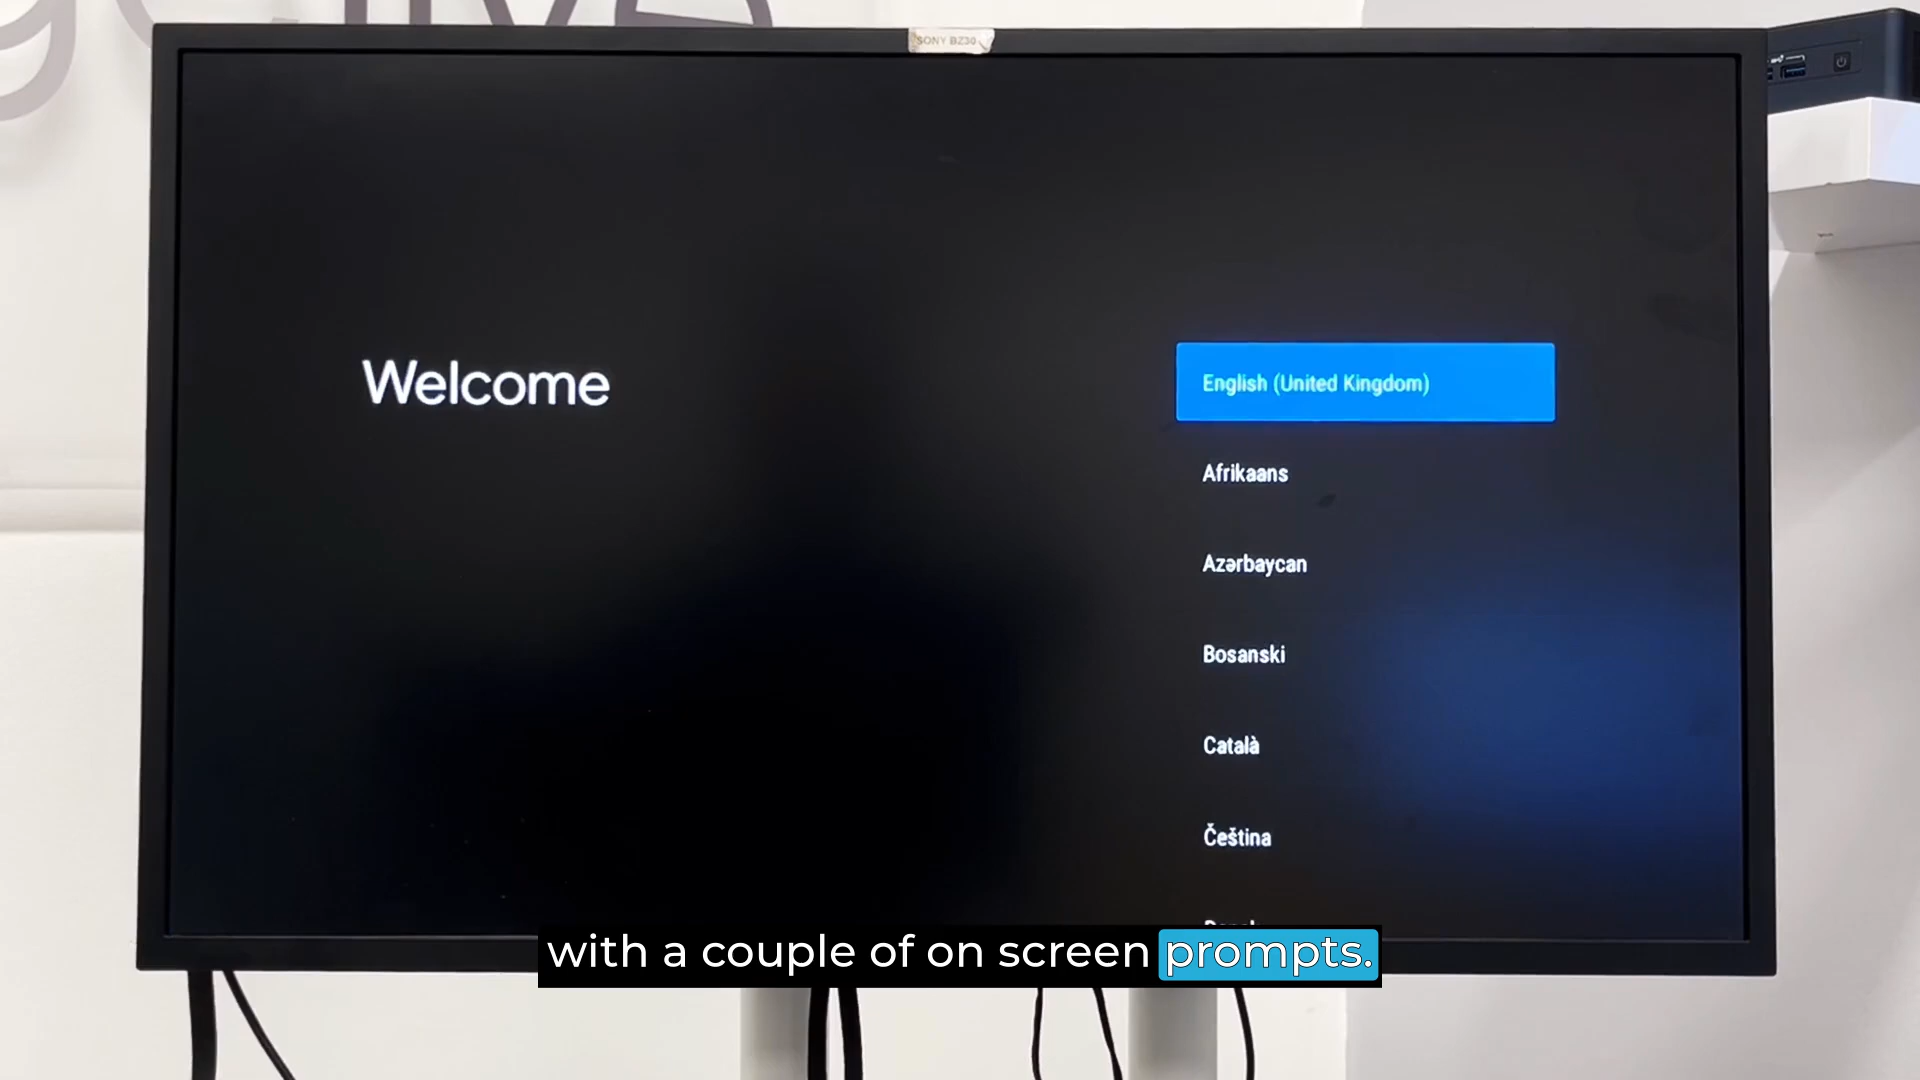 SONY BZ30
Welcome
English (United Kingdom)
Afrikaans
Azərbaycan
Bosanski
Català
Čeština
with a couple of on screen prompts.